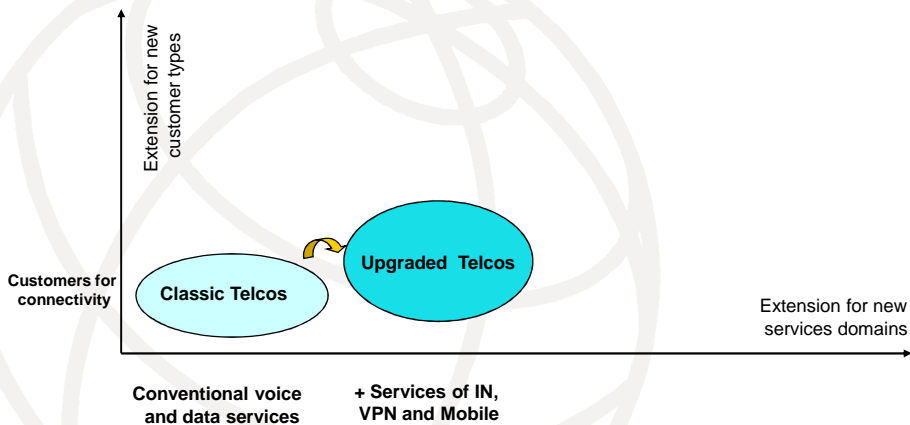 Extension for new
customer types
Upgraded Telcos
Classic Telcos
Customers for
connectivity
Extension for new
services domains
Conventional voice
and data services
+ Services of IN,
VPN and Mobile